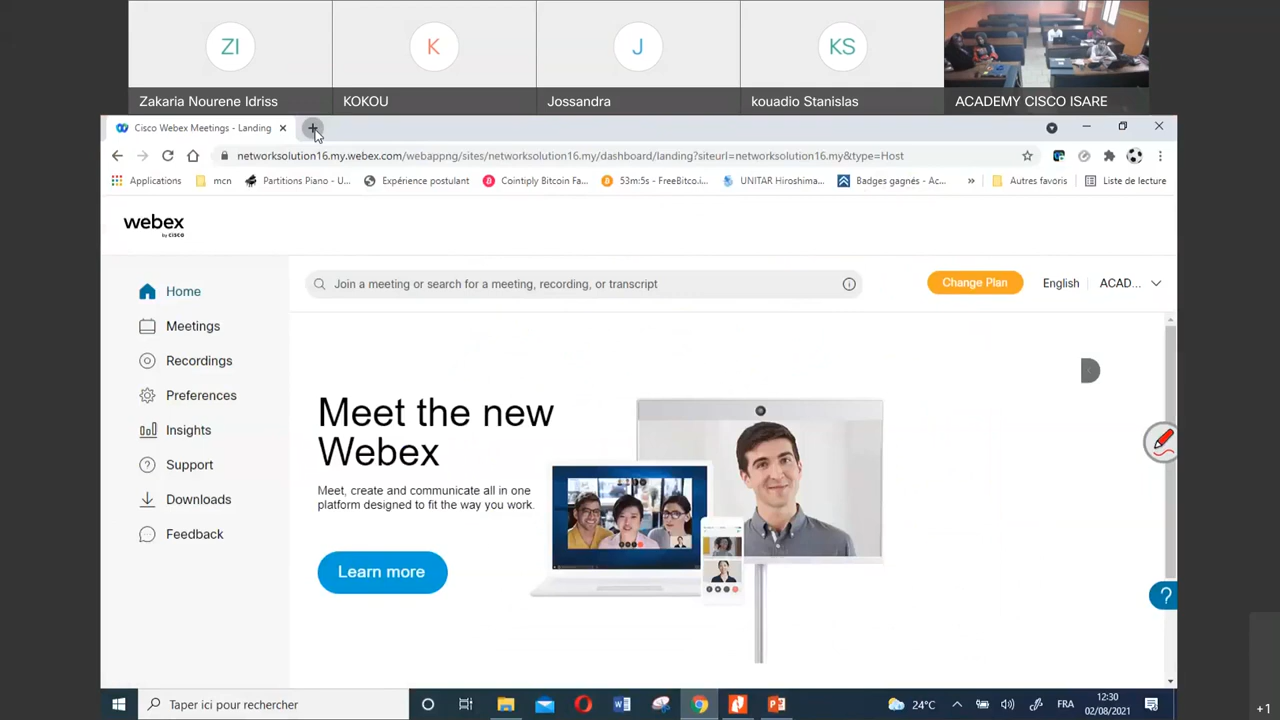 ZI
K
J
KS
Zakaria Nourene Idriss
KOKOU
Jossandra
kouadio Stanislas
ACADEMY CISCO ISARE
Cisco Webex Meetings - Landing
networksolution16.my.webex.com/webappng/sites/networksolution16.my/dashboard/landing?siteurl=networksolution16.my&type=Host
Applications
mcn
Partitions Piano - U...
Expérience postulant
Cointiply Bitcoin Fa...
53m:5s - FreeBitco.i...
UNITAR Hiroshima...
Badges gagnés - Ac...
»
Autres favoris
Liste de lecture
webex
by CISCO
Home
Meetings
Recordings
Preferences
Insights
Support
Downloads
Feedback
Join a meeting or search for a meeting, recording, or transcript
Change Plan
English
ACAD...
Meet the new
Webex
Meet, create and communicate all in one
platform designed to fit the way you work.
Learn more
?
Taper ici pour rechercher
24°C
FRA
12:30
02/08/2021
+1